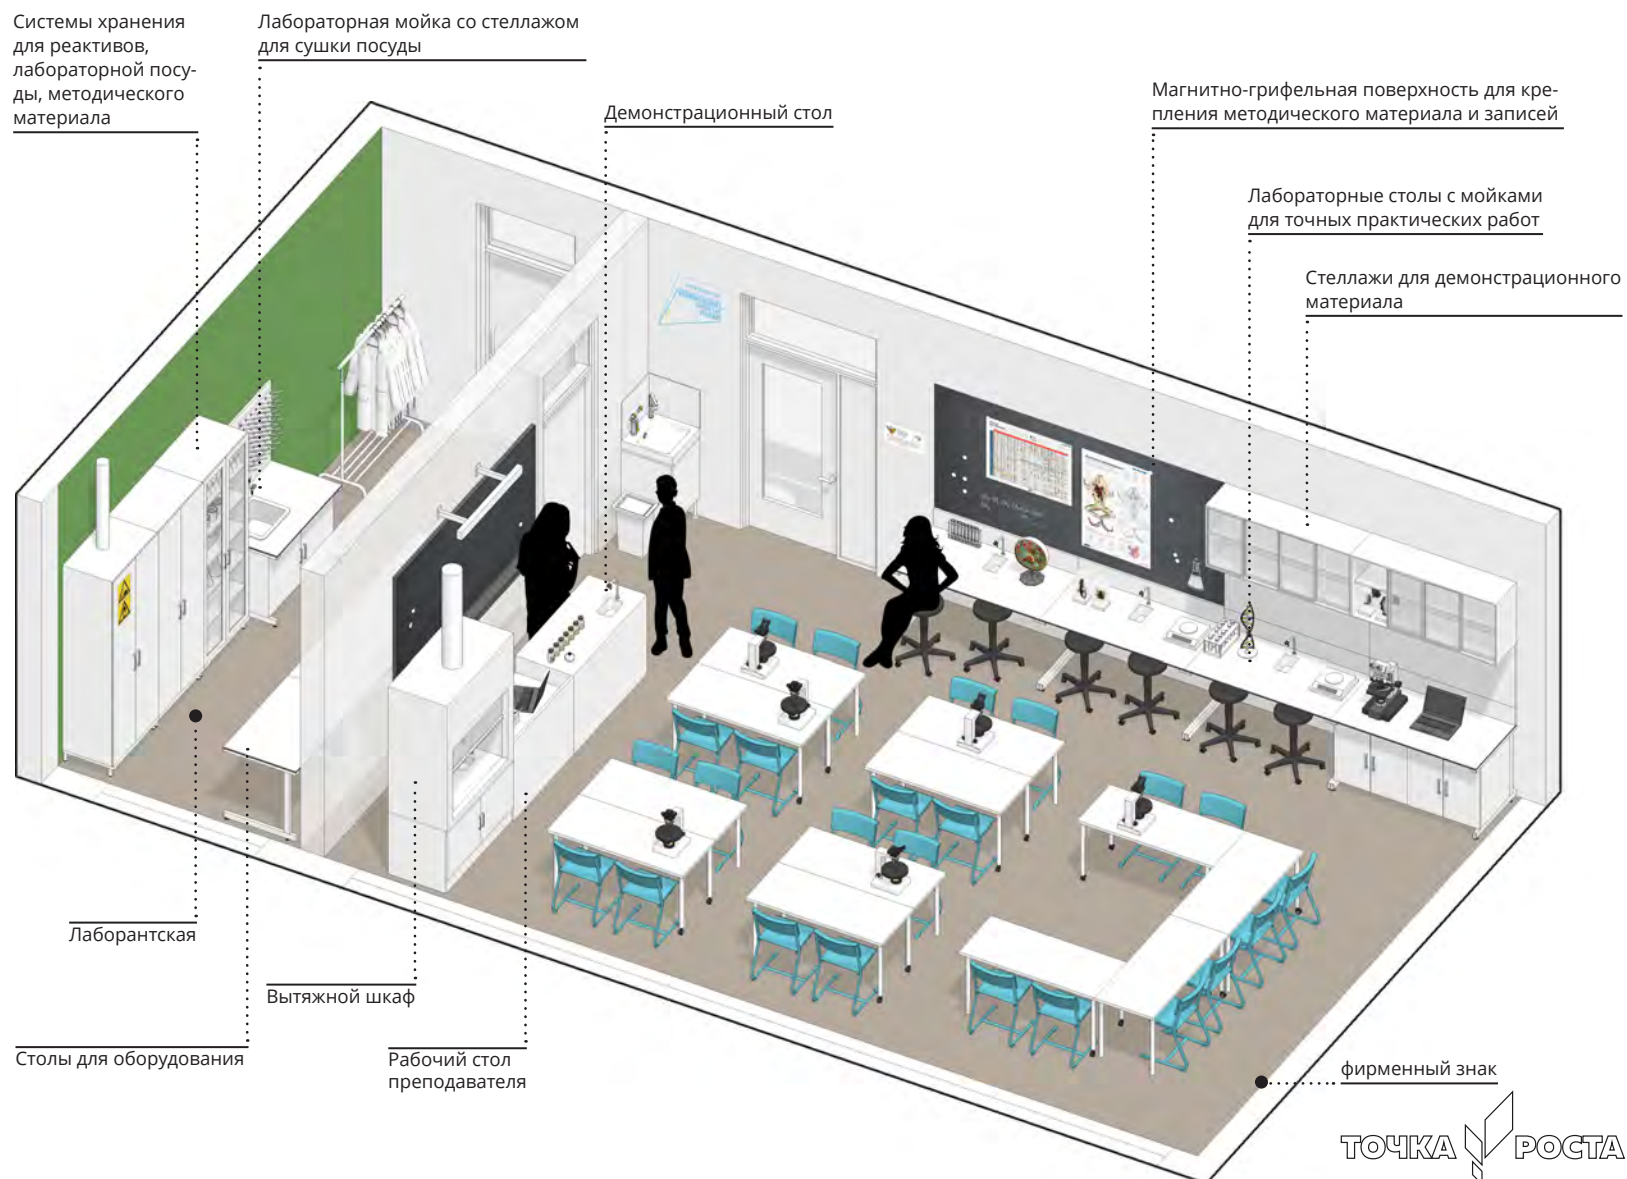 Системы хранения
для реактивов,
лабораторной посу-
ды, методического
материала
Лабораторная мойка со стеллажом
для сушки посуды
Демонстрационный стол
Магнитно-грифельная поверхность для кре-
пления методического материала и записей
Лабораторные столы с мойками
для точных практических работ
Стеллажи для демонстрационного
материала
Лаборантская
Вытяжной шкаф
Столы для оборудования
Рабочий стол
преподавателя
фирменный знак
ТОЧКА РОСТА